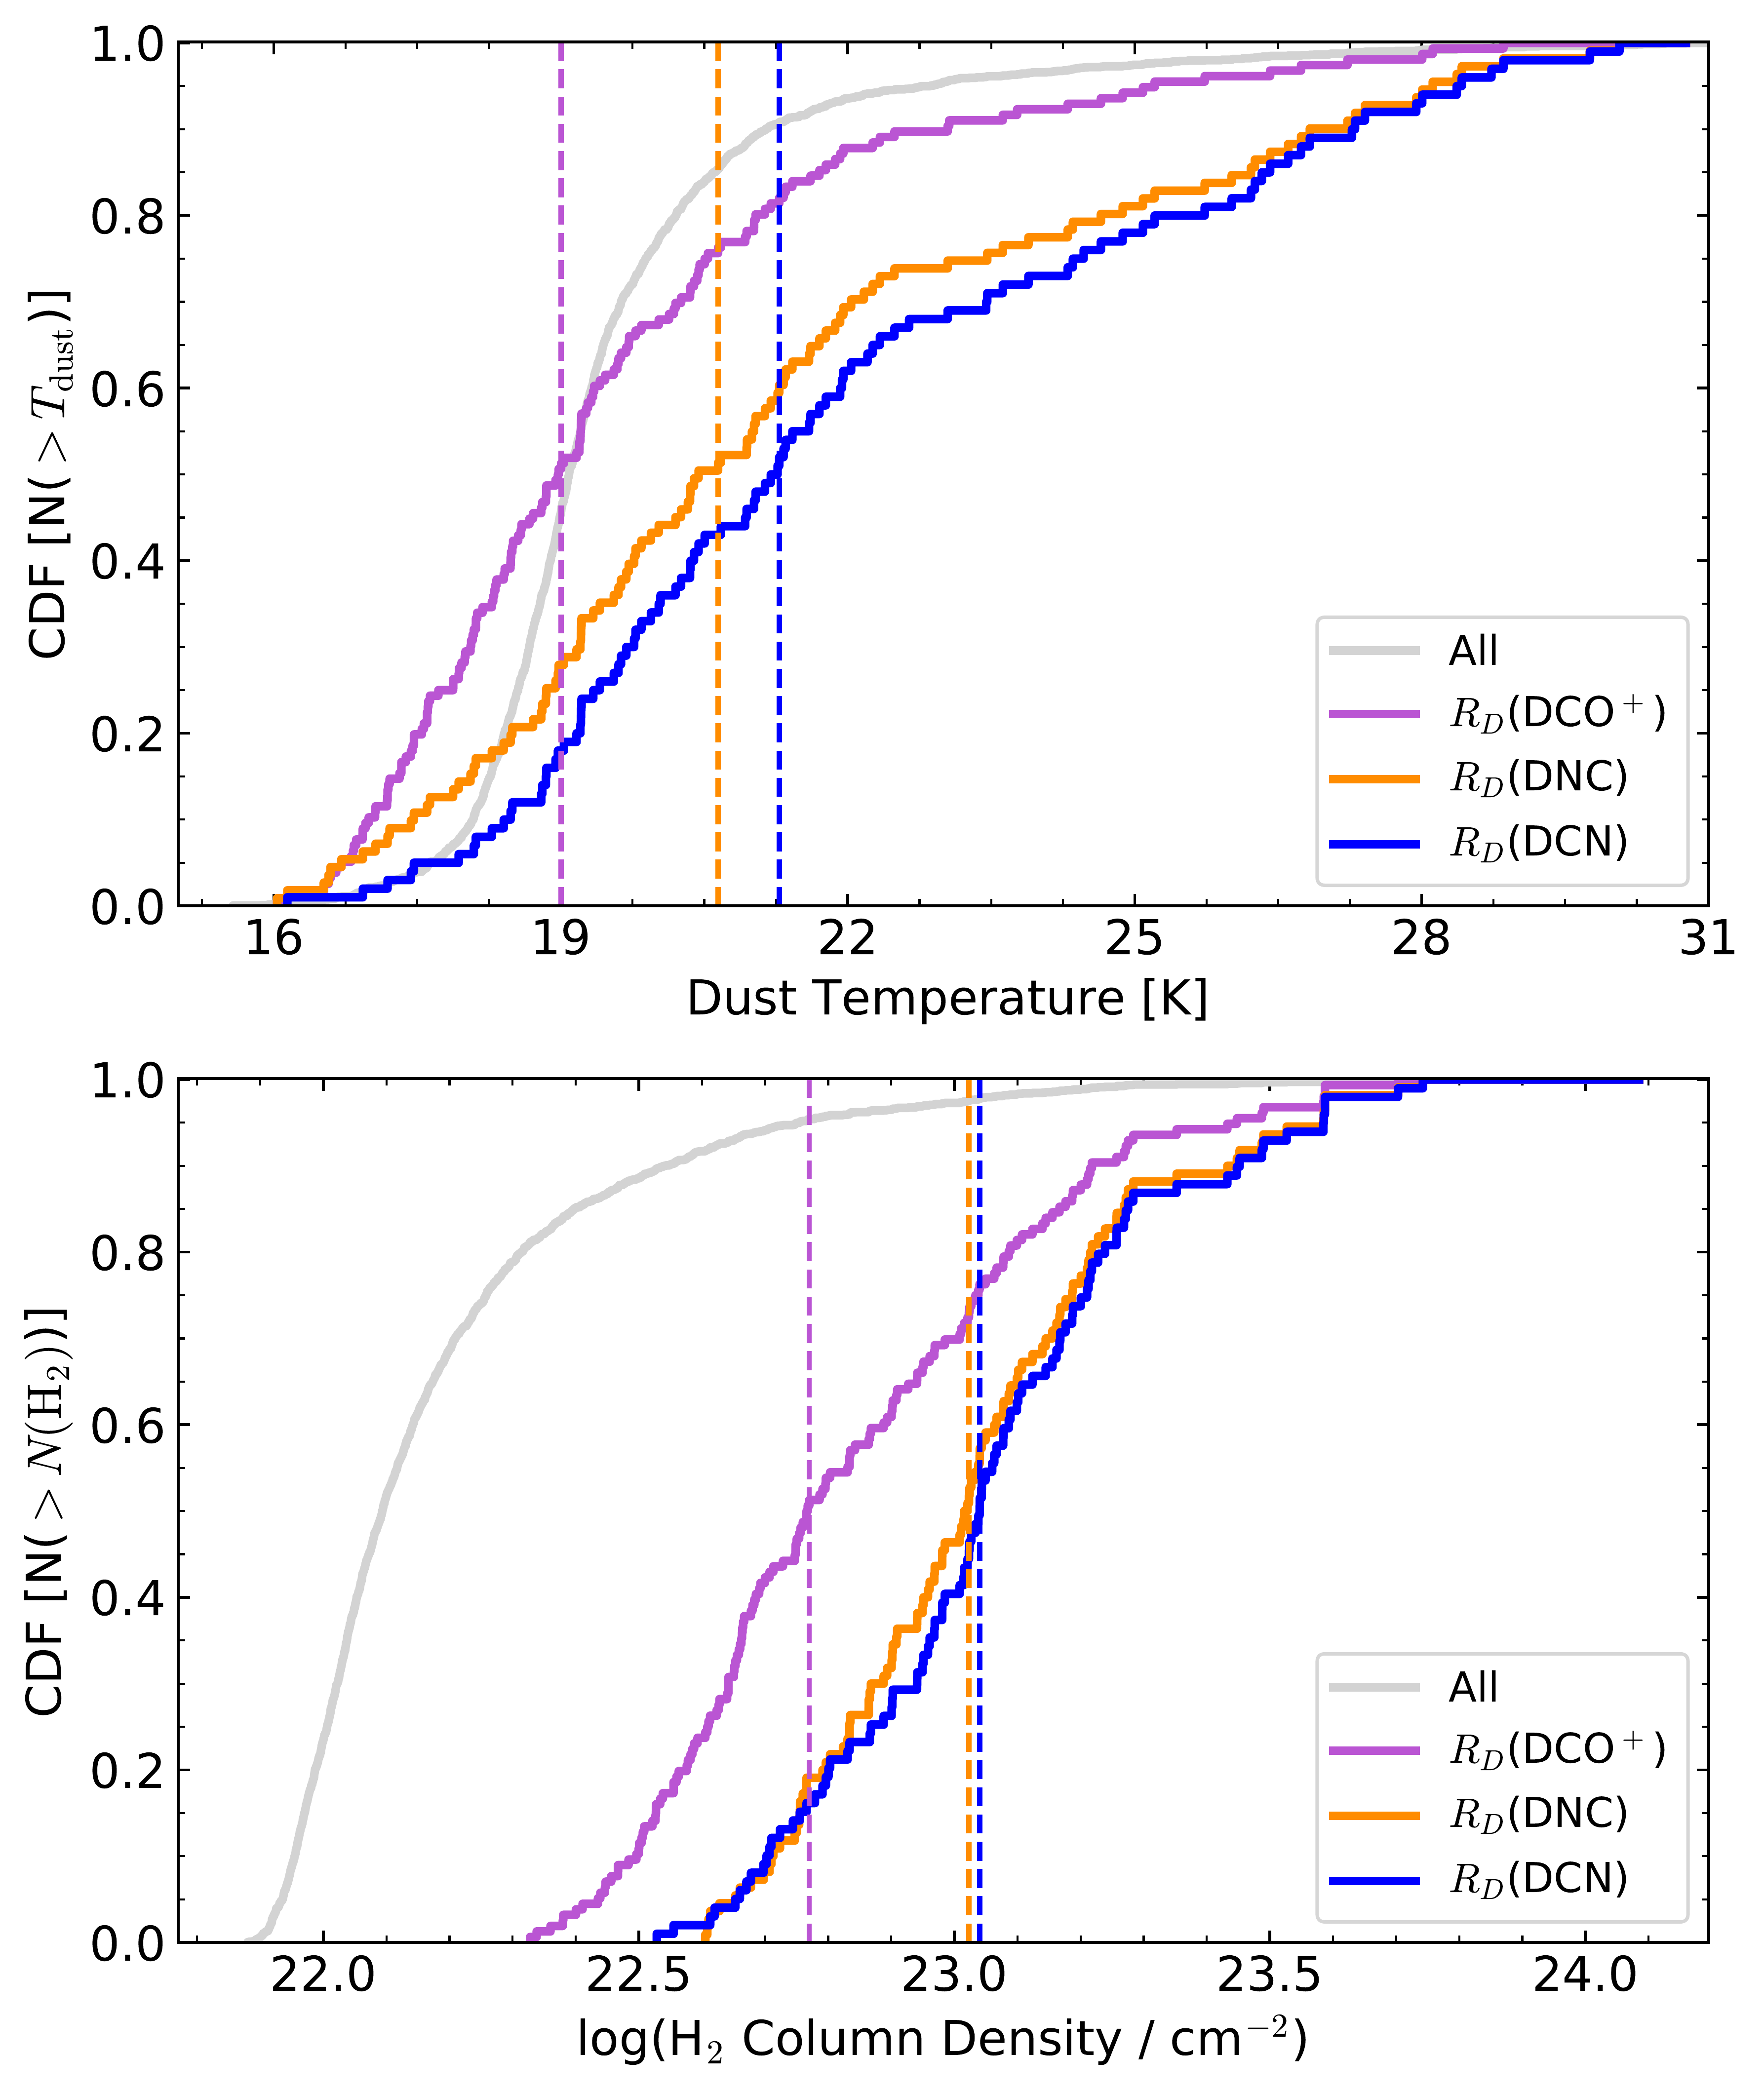 1.0
0.8
0.6
0.4
0.2
0.0
CDF [N(> T_dust)]
All
R_D(DCO⁺)
R_D(DNC)
R_D(DCN)
16 19 22 25 28 31
Dust Temperature [K]
1.0
0.8
0.6
0.4
0.2
0.0
CDF [N(> N(H₂))]
All
R_D(DCO⁺)
R_D(DNC)
R_D(DCN)
22.0 22.5 23.0 23.5 24.0
log(H₂ Column Density / cm⁻²)